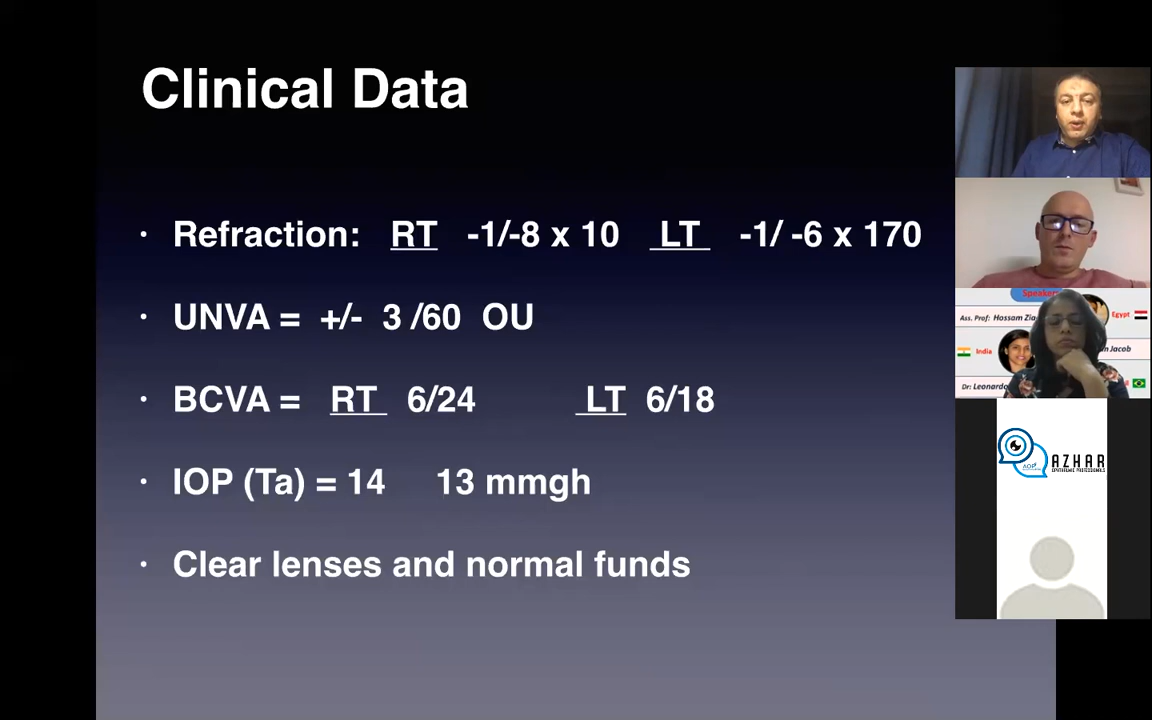 Clinical Data
· Refraction: RT -1/-8 x 10 LT -1/ -6 x 170
· UNVA = +/- 3 /60 OU
· BCVA = RT 6/24 LT 6/18
· IOP (Ta) = 14 13 mmgh
· Clear lenses and normal funds
Speaker
Ass. Prof: Hossam Zia
Egypt
India
n Jacob
Dr: Leonardo
AZHAR